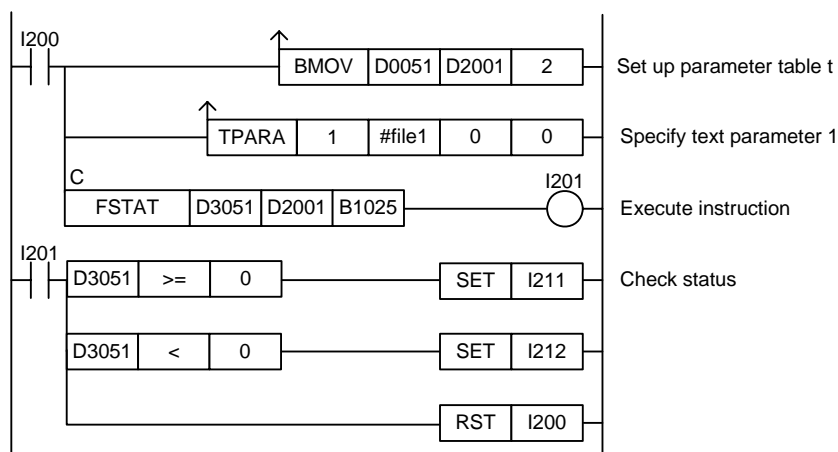 I200
BMOV D0051 D2001 2 Set up parameter table t
TPARA 1 #file1 0 0 Specify text parameter 1
C
I201
FSTAT D3051 D2001 B1025 Execute instruction
I201
D3051 >= 0 SET I211 Check status
D3051 < 0 SET I212
RST I200